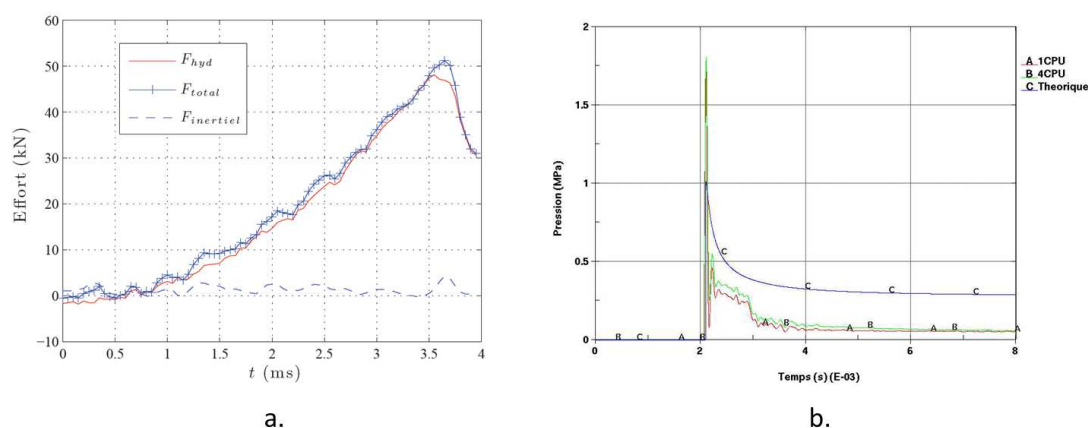 60
50
40
30
20
10
0
−10
Effort (kN)
F_hyd
F_total
F_inertiel
0 0.5 1 1.5 2 2.5 3 3.5 4
t (ms)
a.
2
1.5
1
0.5
0
Pression (MPa)
A 1CPU
B 4CPU
C Theorique
C
C
C
C
A B A B A B A
B C A B
0 2 4 6 8
Temps (s) (E-03)
b.